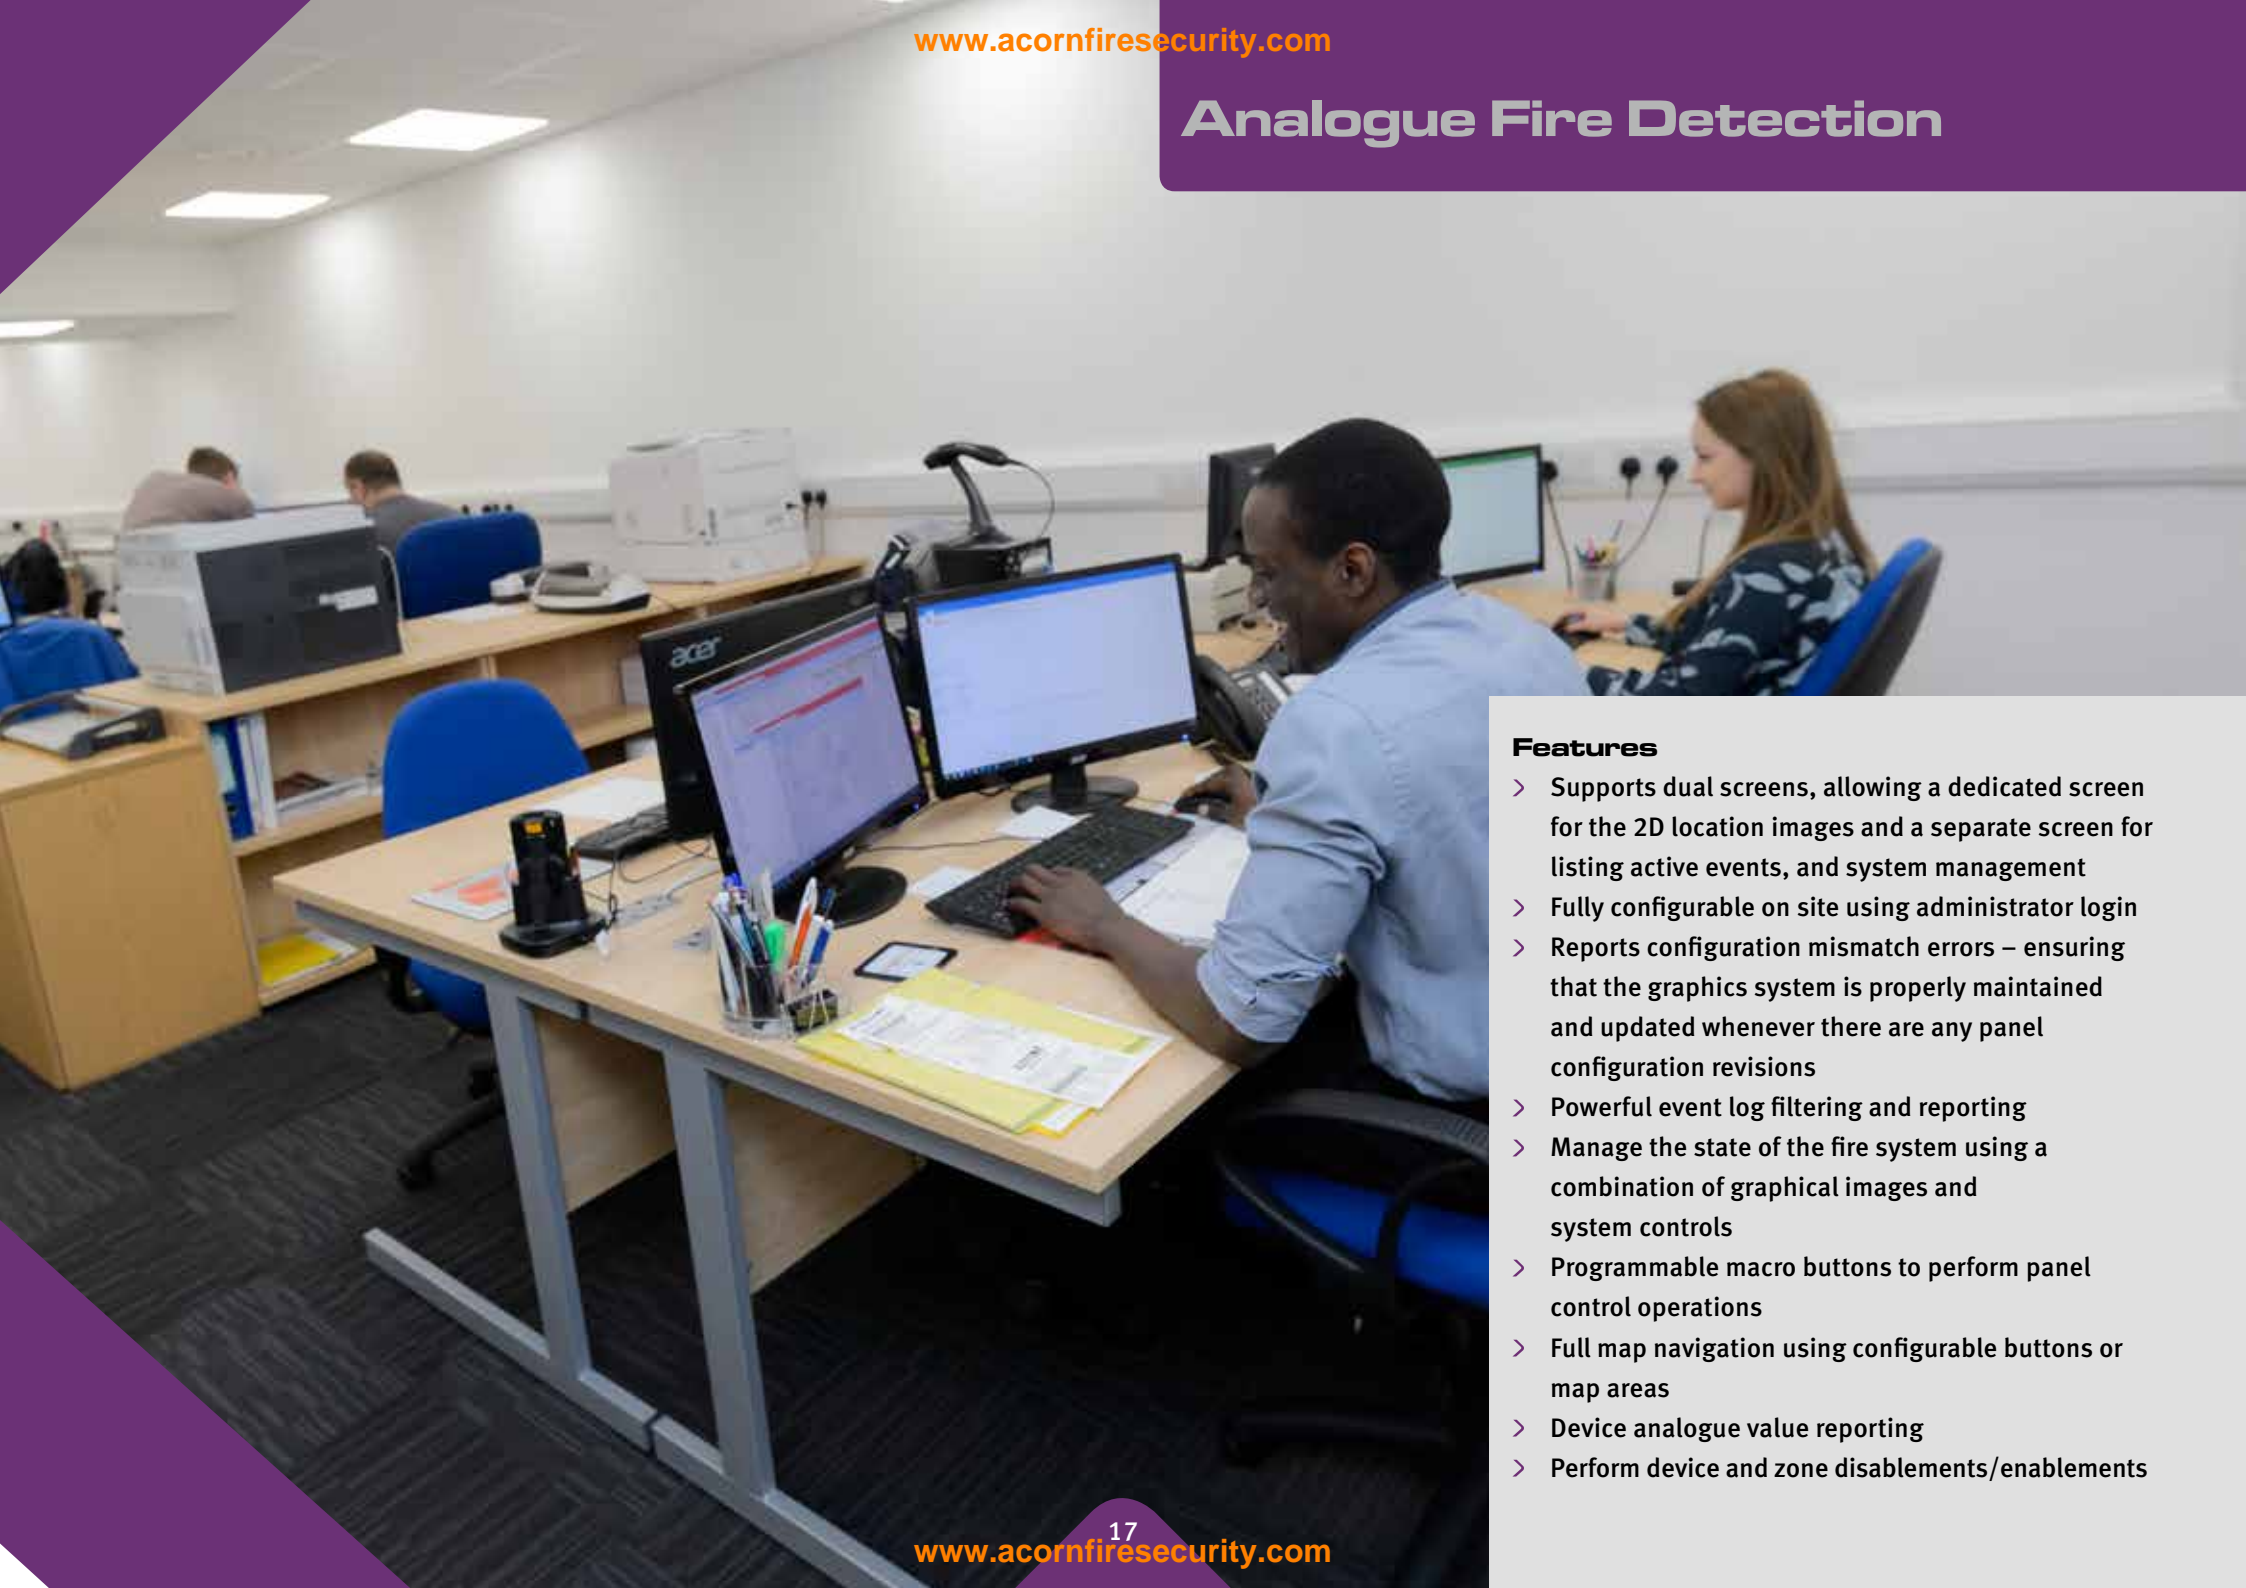 www.acornfiresecurity.com
Analogue Fire Detection
acer
Features
> Supports dual screens, allowing a dedicated screen
for the 2D location images and a separate screen for
listing active events, and system management
> Fully configurable on site using administrator login
> Reports configuration mismatch errors – ensuring
that the graphics system is properly maintained
and updated whenever there are any panel
configuration revisions
> Powerful event log filtering and reporting
> Manage the state of the fire system using a
combination of graphical images and
system controls
> Programmable macro buttons to perform panel
control operations
> Full map navigation using configurable buttons or
map areas
> Device analogue value reporting
> Perform device and zone disablements/enablements
17
www.acornfiresecurity.com